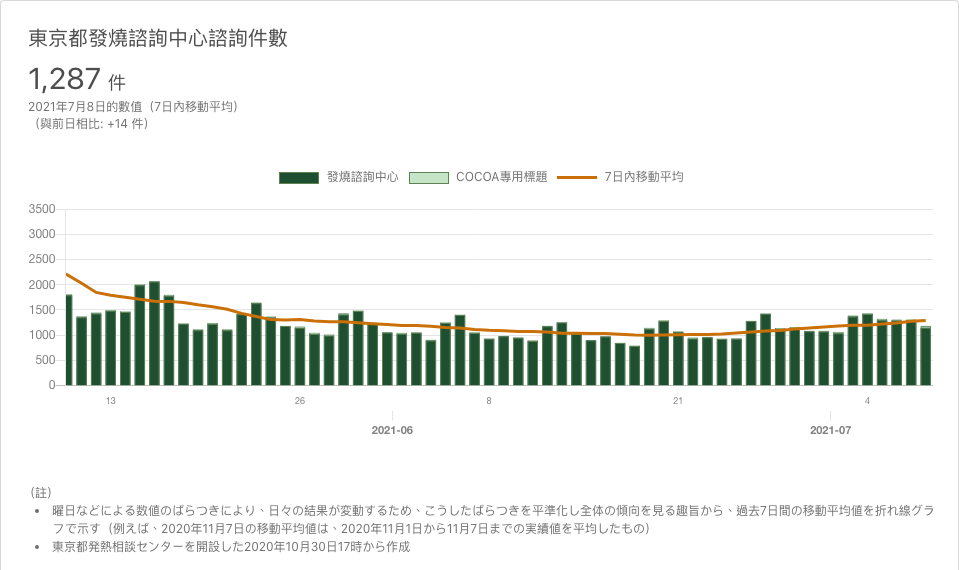 東京都發燒諮詢中心諮詢件數
1,287 件
2021年7月8日的數值（7日內移動平均）
（與前日相比: +14 件）
發燒諮詢中心 COCOA專用標題 7日內移動平均
3500
3000
2500
2000
1500
1000
500
0
13 26 8 21 4
2021-06 2021-07
（註）
• 曜日などによる数値のばらつきにより、日々の結果が変動するため、こうしたばらつきを平準化し全体の傾向を見る趣旨から、過去7日間の移動平均値を折れ線グラ
フで示す（例えば、2020年11月7日の移動平均値は、2020年11月1日から11月7日までの実績値を平均したもの）
• 東京都発熱相談センターを開設した2020年10月30日17時から作成